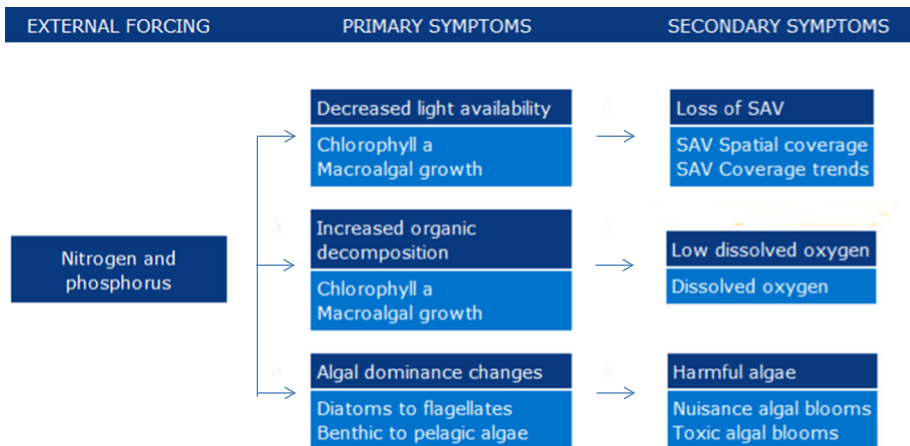 EXTERNAL FORCING
PRIMARY SYMPTOMS
SECONDARY SYMPTOMS
Nitrogen and
phosphorus
Decreased light availability
Chlorophyll a
Macroalgal growth
Loss of SAV
SAV Spatial coverage
SAV Coverage trends
Increased organic
decomposition
Chlorophyll a
Macroalgal growth
Low dissolved oxygen
Dissolved oxygen
Algal dominance changes
Diatoms to flagellates
Benthic to pelagic algae
Harmful algae
Nuisance algal blooms
Toxic algal blooms